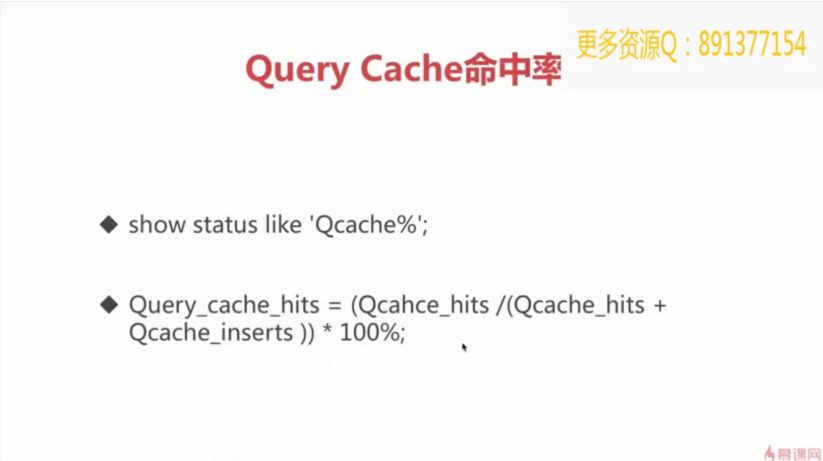 更多资源Q：891377154
Query Cache命中率
◆ show status like 'Qcache%';
◆ Query_cache_hits = (Qcahce_hits /(Qcache_hits +
Qcache_inserts )) * 100%;
慕课网